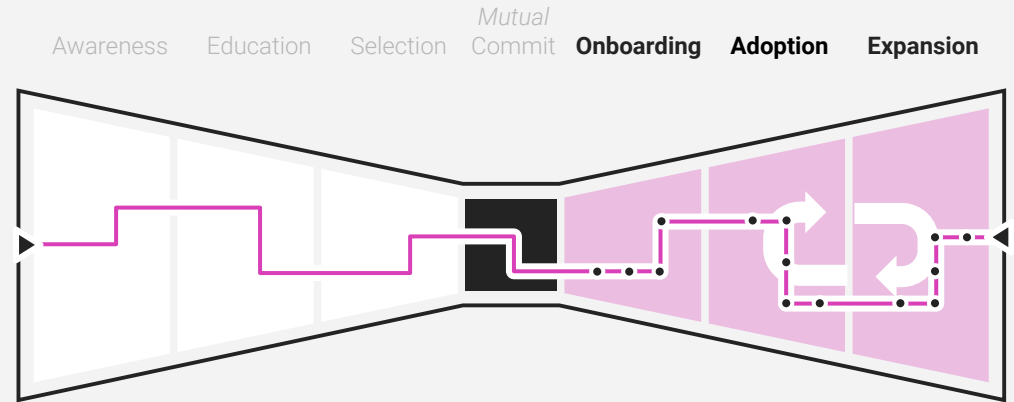 Awareness
Education
Selection
Mutual
Commit
Onboarding
Adoption
Expansion